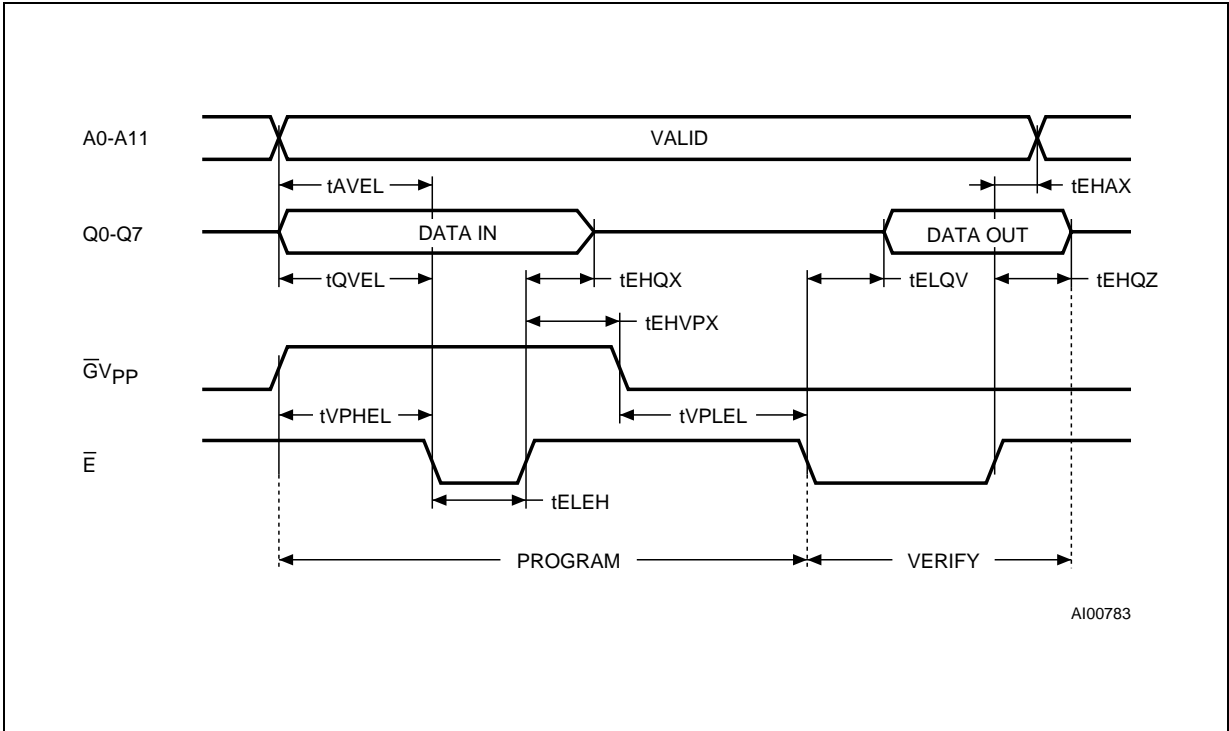 A0-A11
VALID
tAVEL
tEHAX
Q0-Q7
DATA IN
DATA OUT
tQVEL
tEHQX
tELQV
tEHQZ
tEHVPX
G̅VPP
tVPHEL
tVPLEL
E̅
tELEH
PROGRAM
VERIFY
AI00783